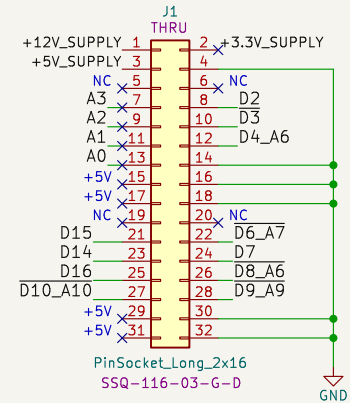 J1
THRU
+12V_SUPPLY 1 2 +3.3V_SUPPLY
+5V_SUPPLY 3 4
NC 5 6 NC
A3 7 8 D2
A2 9 10 D3
A1 11 12 D4_A6
A0 13 14
+5V 15 16
+5V 17 18
NC 19 20 NC
D15 21 22 D6_A7
D14 23 24 D7
D16 25 26 D8_A6
D10_A10 27 28 D9_A9
+5V 29 30
+5V 31 32
PinSocket_Long_2x16
SSQ-116-03-G-D
GND